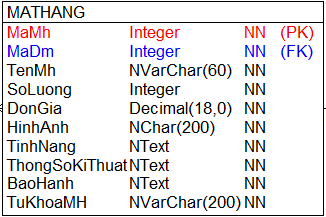 MATHANG
MaMh Integer NN (PK)
MaDm Integer NN (FK)
TenMh NVarChar(60) NN
SoLuong Integer NN
DonGia Decimal(18,0) NN
HinhAnh NChar(200) NN
TinhNang NText NN
ThongSoKiThuat NText NN
BaoHanh NText NN
TuKhoaMH NVarChar(200) NN